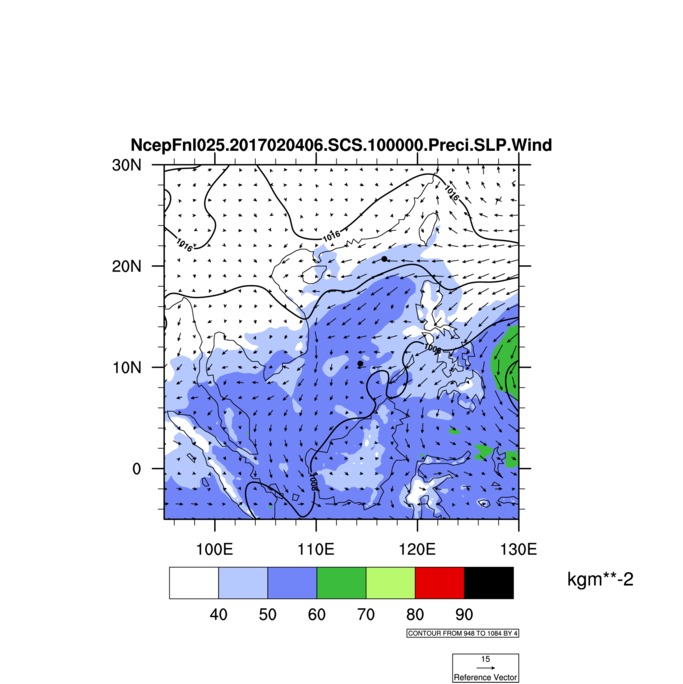 NcepFnl025.2017020406.SCS.100000.Preci.SLP.Wind
30N
1016
1016
1016
20N
1008
10N
0
1008
100E 110E 120E 130E
kgm**-2
40 50 60 70 80 90
CONTOUR FROM 948 TO 1084 BY 4
15
Reference Vector